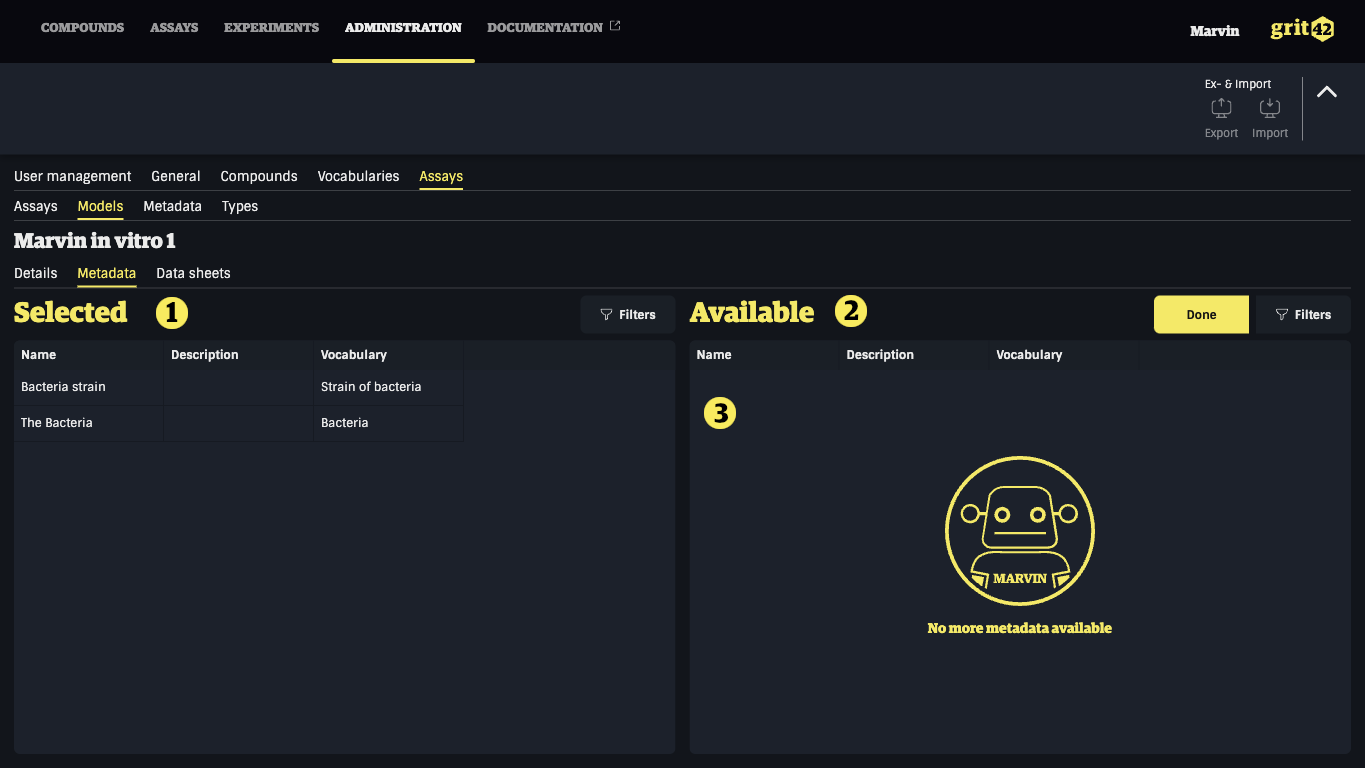 COMPOUNDS ASSAYS EXPERIMENTS ADMINISTRATION DOCUMENTATION Marvin grit42
Ex- & Import
Export Import
User management General Compounds Vocabularies Assays
Assays Models Metadata Types
Marvin in vitro 1
Details Metadata Data sheets
Selected 1 Filters Available 2 Done Filters
Name Description Vocabulary Name Description Vocabulary
Bacteria strain Strain of bacteria
3
The Bacteria Bacteria
MARVIN
No more metadata available